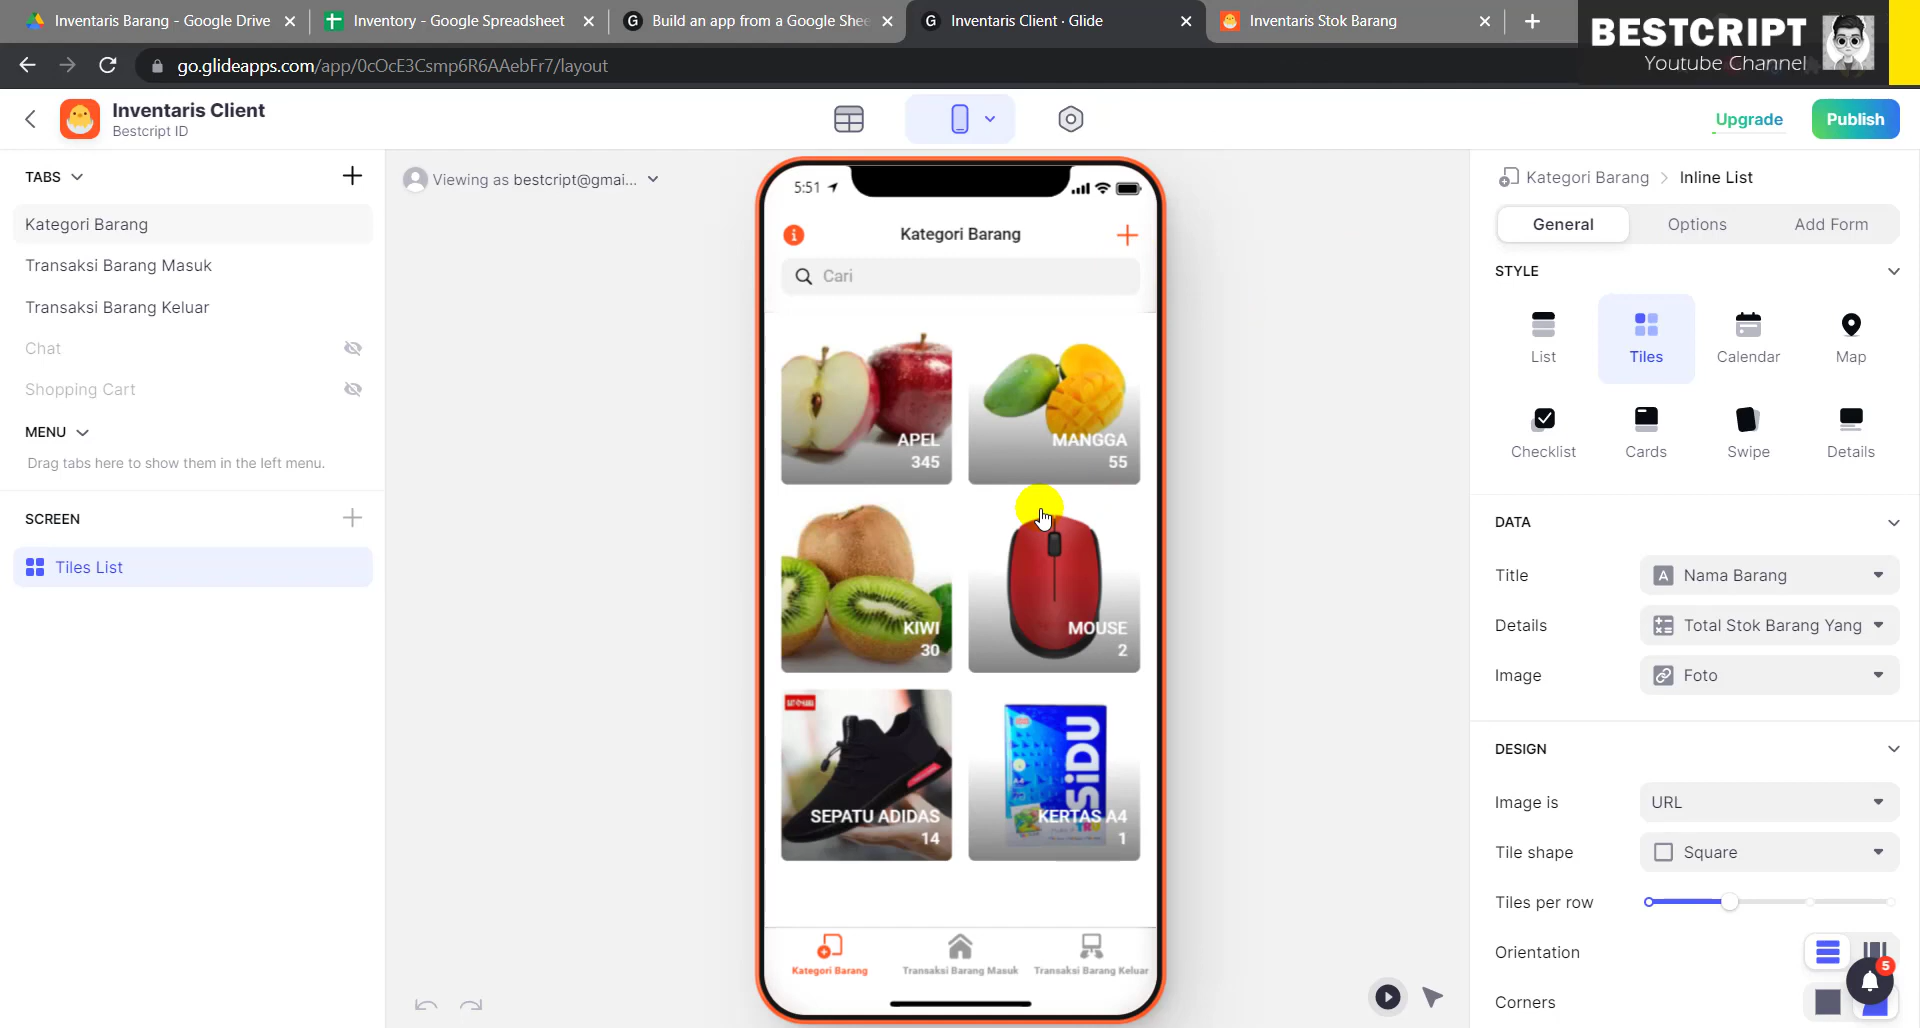 Inventaris Barang - Google Drive
Inventory - Google Spreadsheet
Build an app from a Google Shee
Inventaris Client · Glide
Inventaris Stok Barang
BESTCRIPT
Youtube Channel
go.glideapps.com/app/0cOcE3Csmp6R6AAebFr7/layout
Inventaris Client
Bestcript ID
Upgrade
Publish
TABS
Kategori Barang
Transaksi Barang Masuk
Transaksi Barang Keluar
Chat
Shopping Cart
MENU
Drag tabs here to show them in the left menu.
SCREEN
Tiles List
Viewing as bestcript@gmai...
5:51
Kategori Barang
Cari
APEL
345
MANGGA
55
KIWI
30
MOUSE
2
SEPATU ADIDAS
14
SiDU
KERTAS A4
1
Kategori Barang
Transaksi Barang Masuk
Transaksi Barang Keluar
Kategori Barang
Inline List
General
Options
Add Form
STYLE
List
Tiles
Calendar
Map
Checklist
Cards
Swipe
Details
DATA
Title
Nama Barang
Details
Total Stok Barang Yang
Image
Foto
DESIGN
Image is
URL
Tile shape
Square
Tiles per row
Orientation
5
Corners